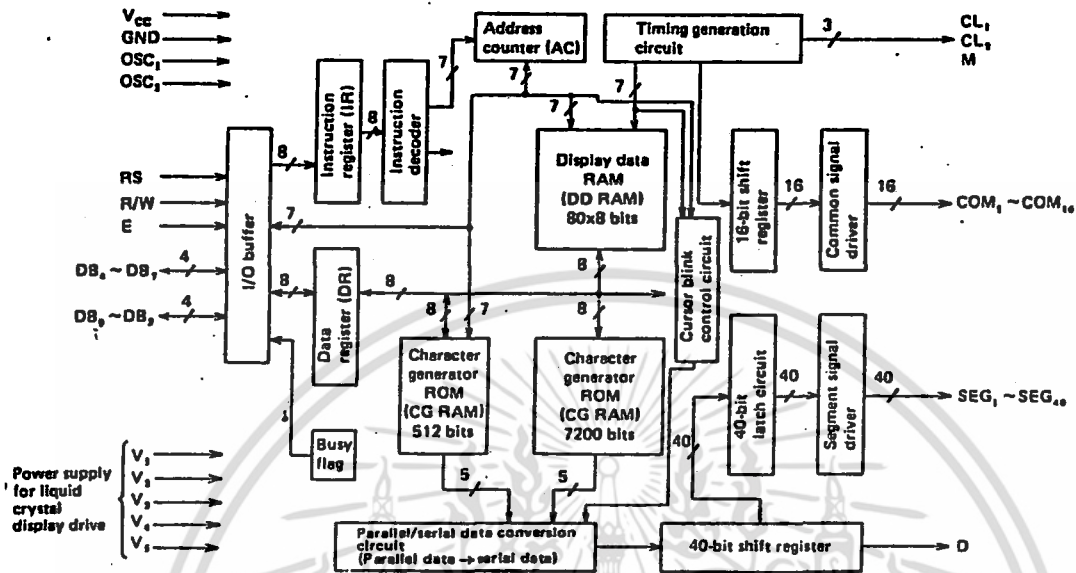 V_CC
GND
OSC₁
OSC₂
Address
counter (AC)
Timing generation
circuit
3
CL₁
CL₂
M
7
7
7
7
Instruction
register (IR)
8
Instruction
decoder
8
RS
R/W
E
7
I/O buffer
DB₄ ~DB₇
4
DB₀ ~DB₃
4
8
Data
register (DR)
8
Display data
RAM
(DD RAM)
80x8 bits
8
8
8
7
Cursor blink
control circuit
16-bit shift
register
16
Common signal
driver
16
COM₁ ~COM₁₆
Character
generator
ROM
(CG RAM)
512 bits
Character
generator
ROM
(CG RAM)
7200 bits
40-bit
latch circuit
40
Segment signal
driver
40
SEG₁ ~SEG₄₀
40
Busy
flag
5
5
Power supply
for liquid
crystal
display drive
V₁
V₂
V₃
V₄
V₅
Parallel/serial data conversion
circuit
(Parallel data → serial data)
40-bit shift register
D